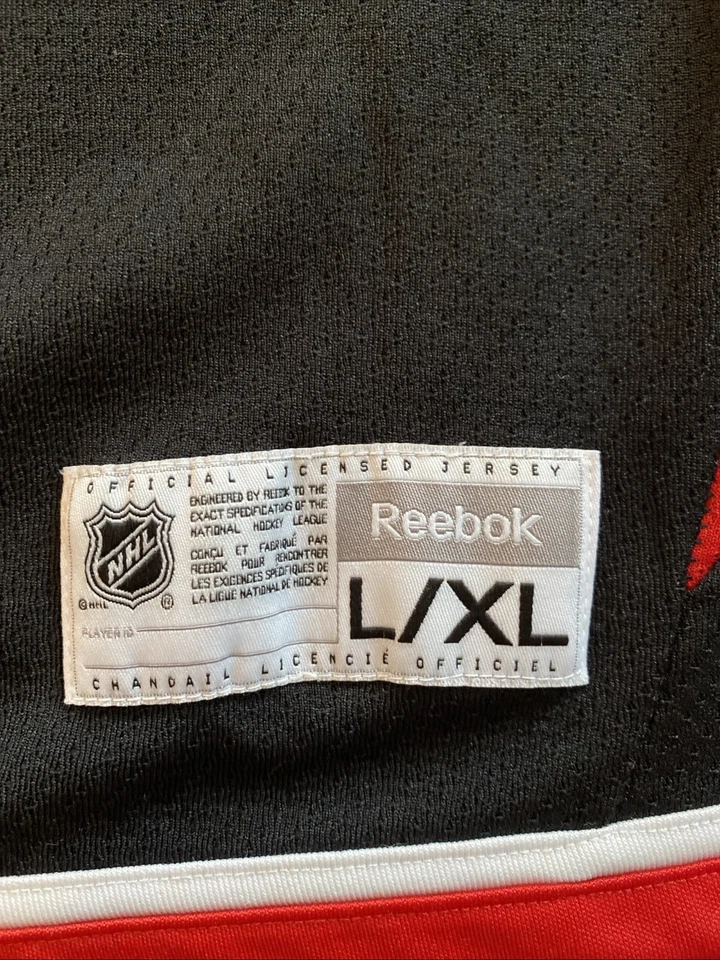 OFFICIAL LICENSED JERSEY
NHL
©NHL
®
ENGINEERED BY REEBOK TO THE
EXACT SPECIFICATIONS OF THE
NATIONAL HOCKEY LEAGUE
CONÇU ET FABRIQUÉ PAR
REEBOK POUR RENCONTRER
LES EXIGENCES SPÉCIFIQUES DE
LA LIGUE NATIONALE DE HOCKEY
PLAYER ID
Reebok
L/XL
CHANDAIL LICENCIÉ OFFICIEL